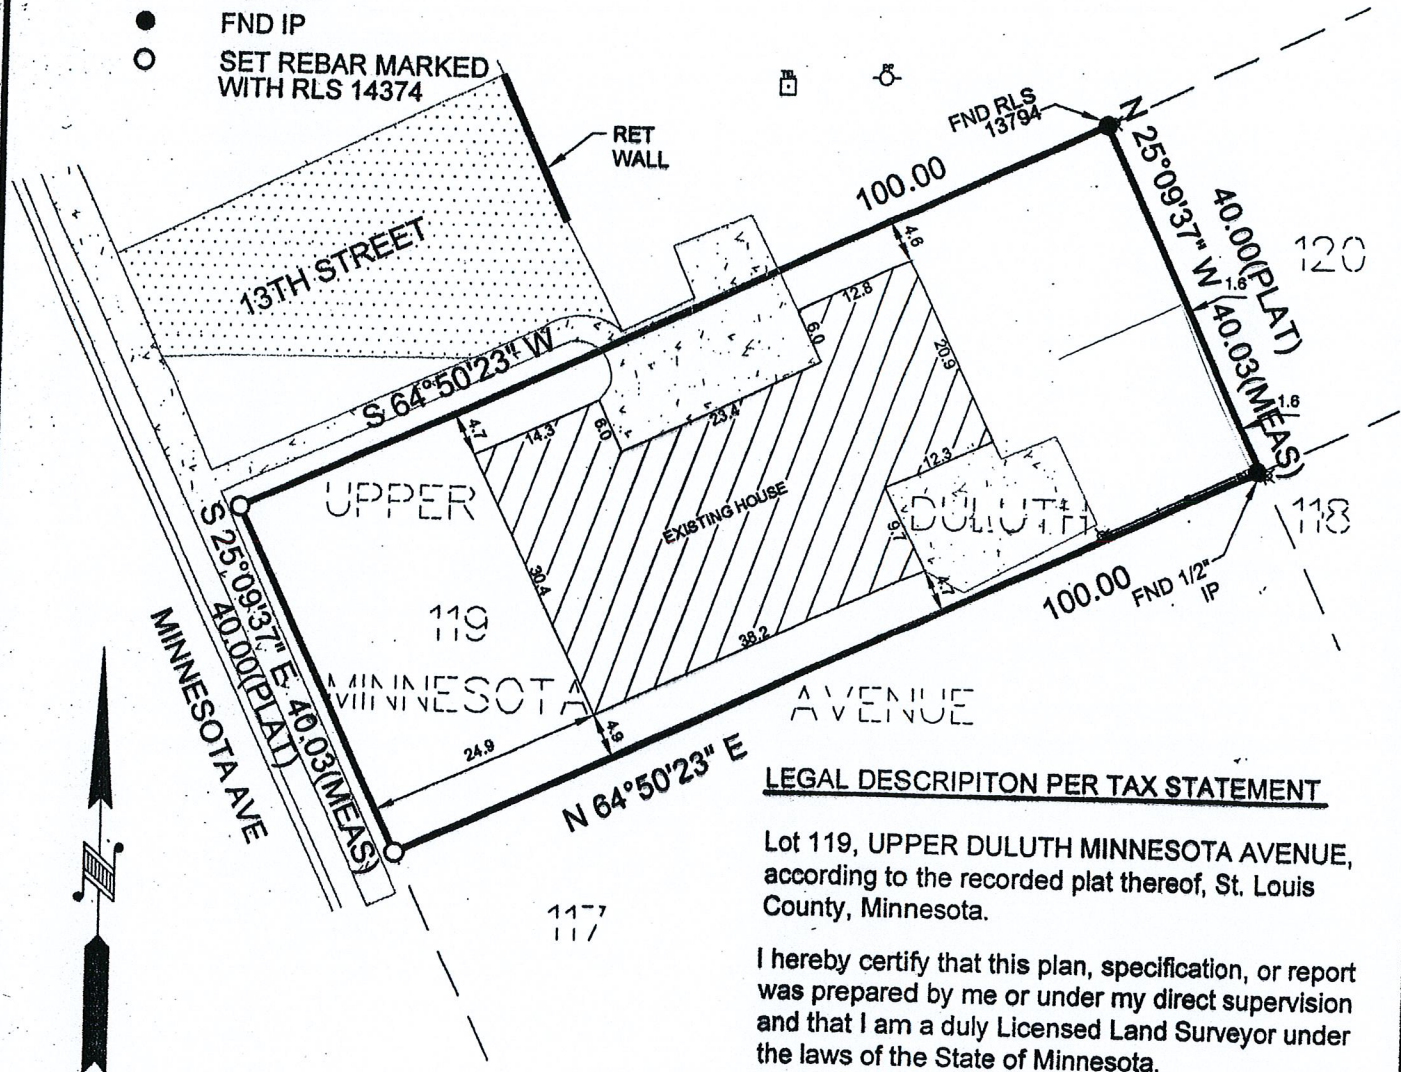 FND IP
SET REBAR MARKED
WITH RLS 14374
RET
WALL
13TH STREET
TEL
PP
FND RLS
13794
100.00
N 25°09'37" W
40.00(PLAT)
40.03(MEAS)
120
1.6
1.6
118
S 64°50'23" W
4.6
12.8
6.0
20.9
4.7
14.3
6.0
23.4
12.3
9.7
EXISTING HOUSE
UPPER
DULUTH
30.4
38.2
4.7
100.00
FND 1/2"
IP
S 25°09'37" E
40.00(PLAT)
40.03(MEAS)
119
MINNESOTA
AVENUE
MINNESOTA AVE
24.9
4.9
N 64°50'23" E
117
LEGAL DESCRIPITON PER TAX STATEMENT
Lot 119, UPPER DULUTH MINNESOTA AVENUE,
according to the recorded plat thereof, St. Louis
County, Minnesota.
I hereby certify that this plan, specification, or report
was prepared by me or under my direct supervision
and that I am a duly Licensed Land Surveyor under
the laws of the State of Minnesota.